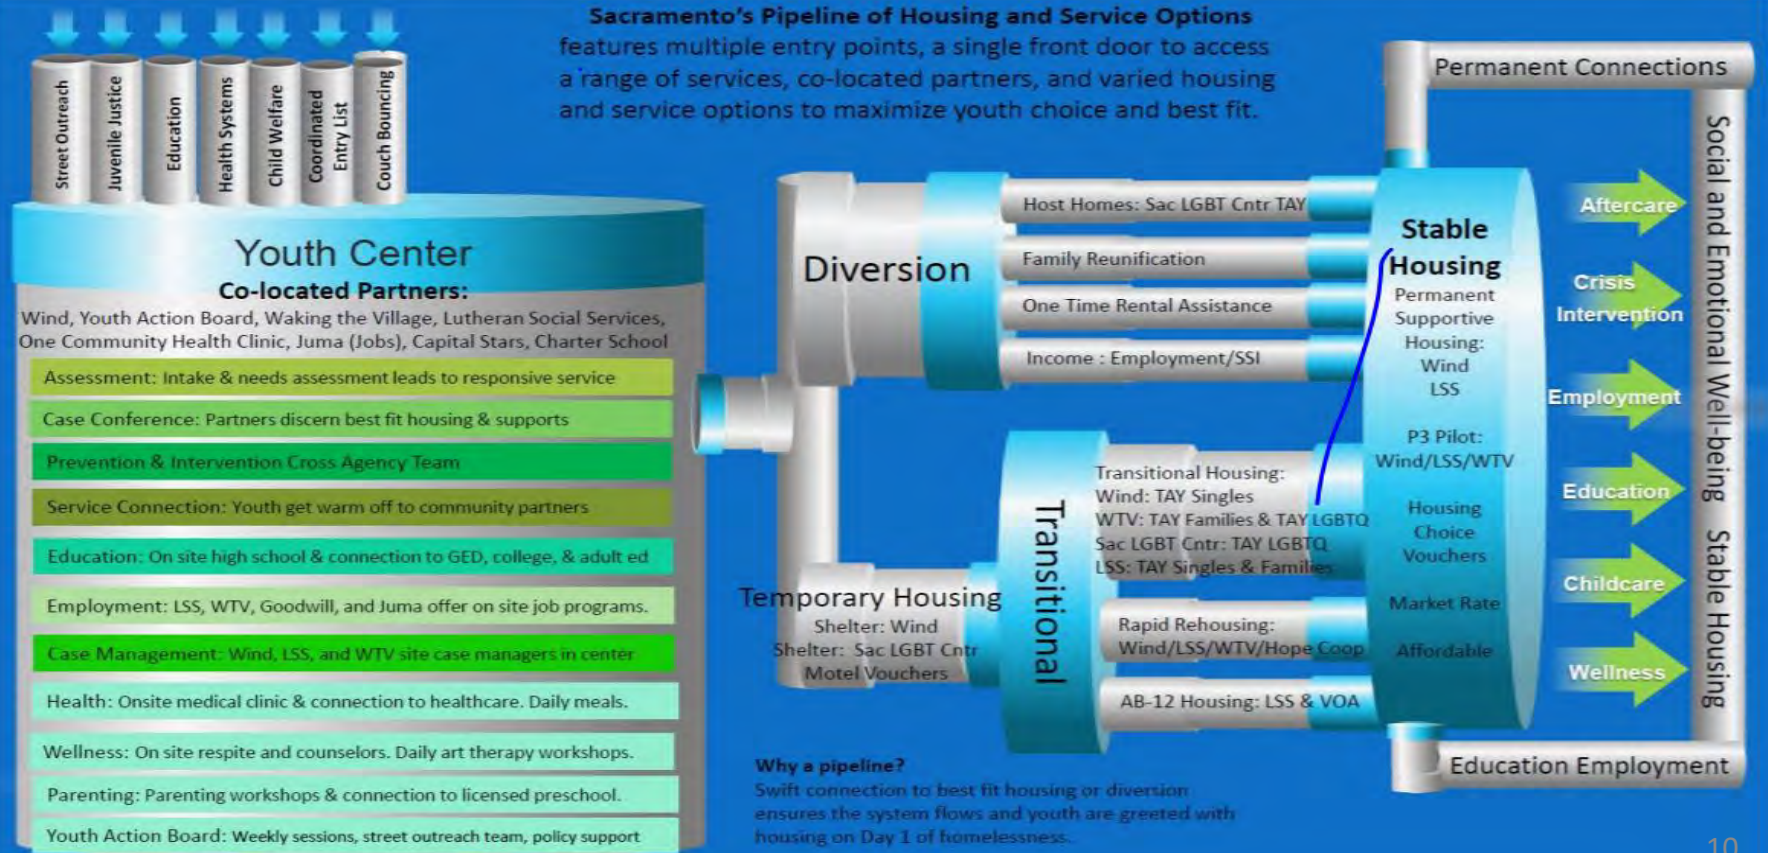 Sacramento's Pipeline of Housing and Service Options
features multiple entry points, a single front door to access
a range of services, co-located partners, and varied housing
and service options to maximize youth choice and best fit.
Street Outreach
Juvenile Justice
Education
Health Systems
Child Welfare
Coordinated
Entry List
Couch Bouncing
Youth Center
Co-located Partners:
Wind, Youth Action Board, Waking the Village, Lutheran Social Services,
One Community Health Clinic, Juma (Jobs), Capital Stars, Charter School
Assessment: Intake & needs assessment leads to responsive service
Case Conference: Partners discern best fit housing & supports
Prevention & Intervention Cross Agency Team
Service Connection: Youth get warm off to community partners
Education: On site high school & connection to GED, college, & adult ed
Employment: LSS, WTV, Goodwill, and Juma offer on site job programs.
Case Management: Wind, LSS, and WTV site case managers in center
Health: Onsite medical clinic & connection to healthcare. Daily meals.
Wellness: On site respite and counselors. Daily art therapy workshops.
Parenting: Parenting workshops & connection to licensed preschool.
Youth Action Board: Weekly sessions, street outreach team, policy support
Diversion
Host Homes: Sac LGBT Cntr TAY
Family Reunification
One Time Rental Assistance
Income : Employment/SSI
Temporary Housing
Shelter: Wind
Shelter: Sac LGBT Cntr
Motel Vouchers
Transitional
Transitional Housing:
Wind: TAY Singles
WTV: TAY Families & TAY LGBTQ
Sac LGBT Cntr: TAY LGBTQ
LSS: TAY Singles & Families
Rapid Rehousing:
Wind/LSS/WTV/Hope Coop
AB-12 Housing: LSS & VOA
Why a pipeline?
Swift connection to best fit housing or diversion
ensures the system flows and youth are greeted with
housing on Day 1 of homelessness.
Stable
Housing
Permanent
Supportive
Housing:
Wind
LSS
P3 Pilot:
Wind/LSS/WTV
Housing
Choice
Vouchers
Market Rate
Affordable
Permanent Connections
Aftercare
Crisis
Intervention
Employment
Education
Childcare
Wellness
Social and Emotional Well-being
Stable Housing
Education Employment
10